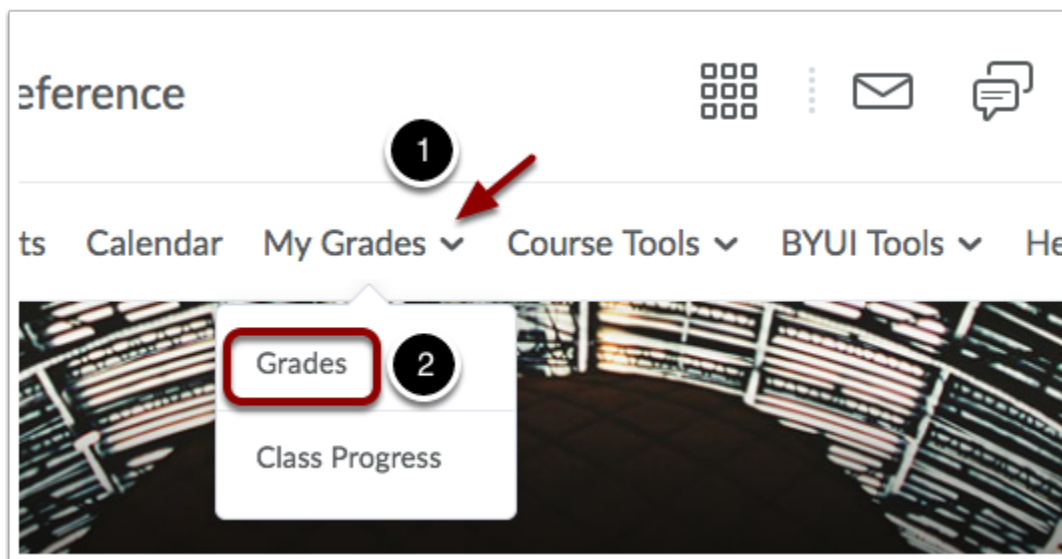 eference
1
ts Calendar My Grades Course Tools BYUI Tools He
Grades 2
Class Progress